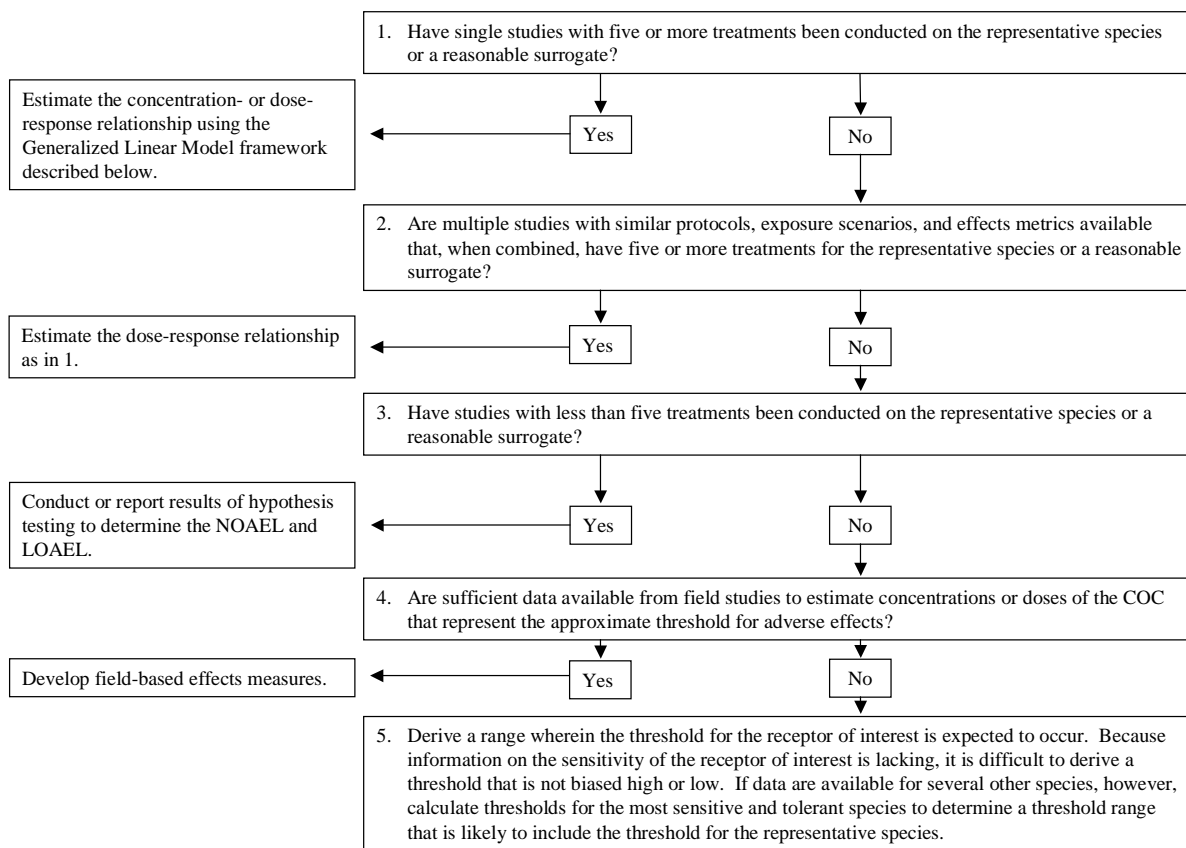 1. Have single studies with five or more treatments been conducted on the representative species
or a reasonable surrogate?
Estimate the concentration- or dose-
response relationship using the
Generalized Linear Model framework
described below.
Yes
No
2. Are multiple studies with similar protocols, exposure scenarios, and effects metrics available
that, when combined, have five or more treatments for the representative species or a reasonable
surrogate?
Estimate the dose-response relationship
as in 1.
Yes
No
3. Have studies with less than five treatments been conducted on the representative species or a
reasonable surrogate?
Conduct or report results of hypothesis
testing to determine the NOAEL and
LOAEL.
Yes
No
4. Are sufficient data available from field studies to estimate concentrations or doses of the COC
that represent the approximate threshold for adverse effects?
Develop field-based effects measures.
Yes
No
5. Derive a range wherein the threshold for the receptor of interest is expected to occur. Because
information on the sensitivity of the receptor of interest is lacking, it is difficult to derive a
threshold that is not biased high or low. If data are available for several other species, however,
calculate thresholds for the most sensitive and tolerant species to determine a threshold range
that is likely to include the threshold for the representative species.